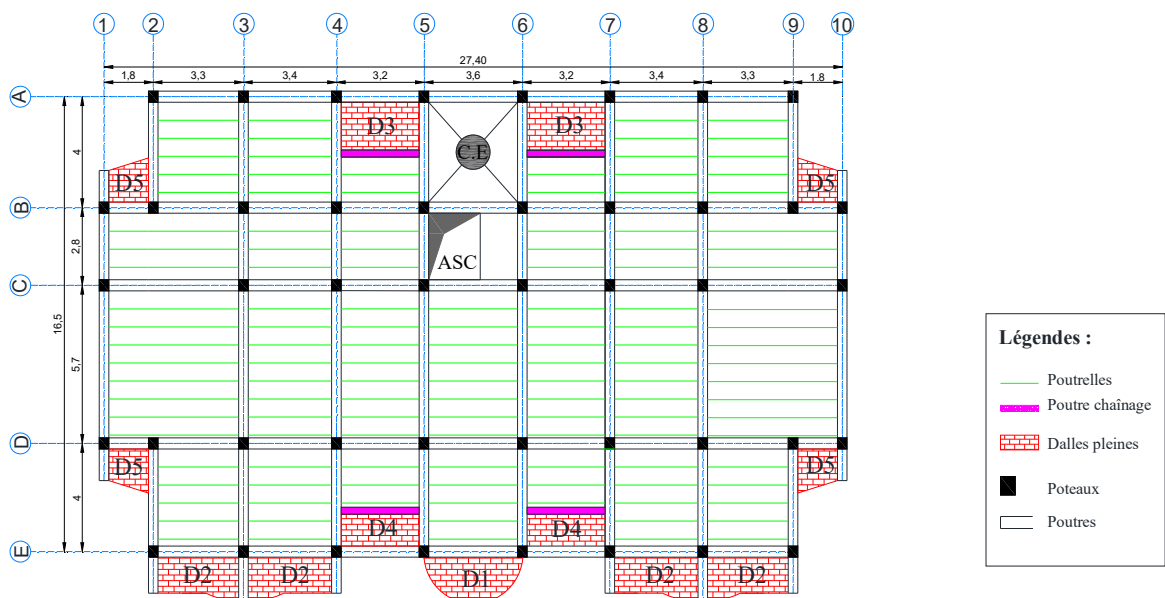 1 2 3 4 5 6 7 8 9 10
27,40
1,8 3,3 3,4 3,2 3,6 3,2 3,4 3,3 1.8
A
D3 D3
4
C.E
D5 D5
B
2,8
ASC
C
16,5
5,7
Légendes :
Poutrelles
Poutre chaînage
Dalles pleines
Poteaux
Poutres
D
D5 D5
4
D4 D4
E
D2 D2 D1 D2 D2